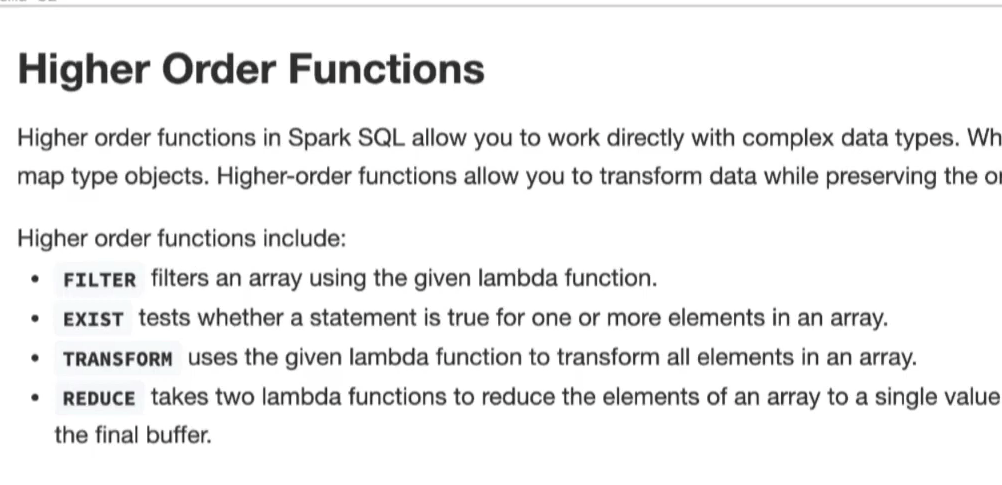 Higher Order Functions
Higher order functions in Spark SQL allow you to work directly with complex data types. Wh
map type objects. Higher-order functions allow you to transform data while preserving the or
Higher order functions include:
• FILTER filters an array using the given lambda function.
• EXIST tests whether a statement is true for one or more elements in an array.
• TRANSFORM uses the given lambda function to transform all elements in an array.
• REDUCE takes two lambda functions to reduce the elements of an array to a single value
the final buffer.